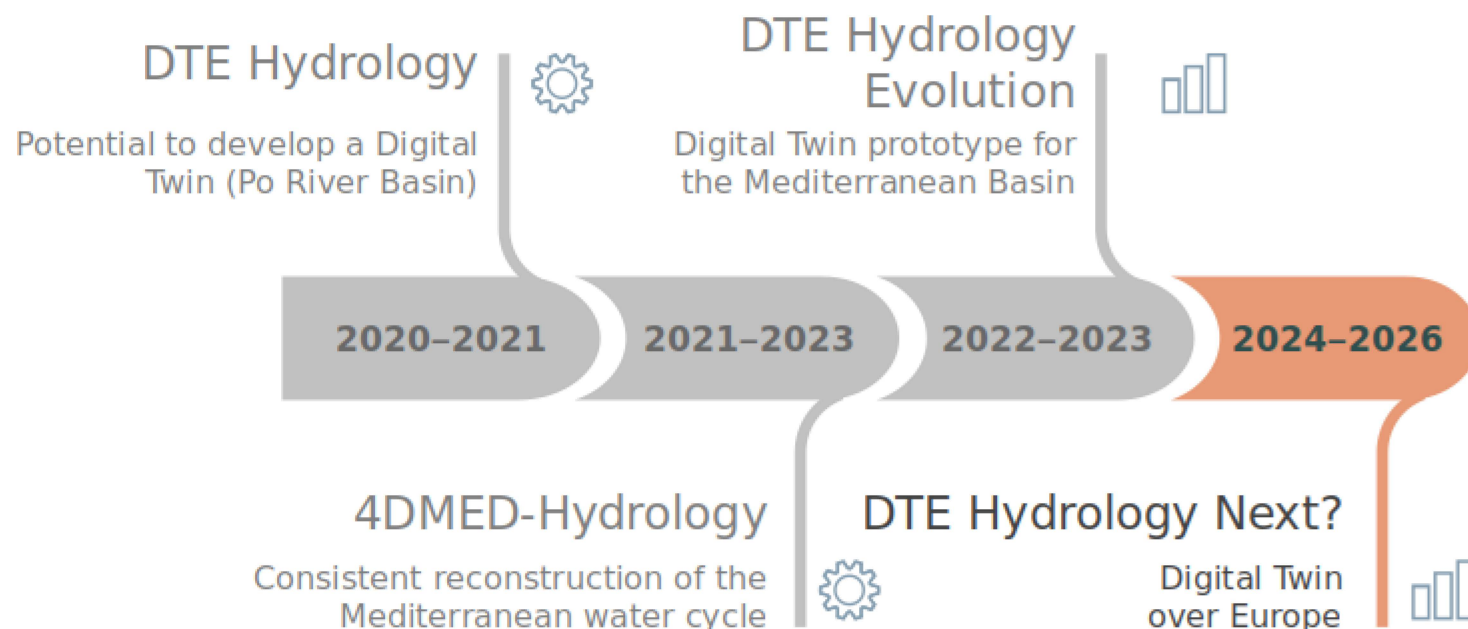 DTE Hydrology
Potential to develop a Digital
Twin (Po River Basin)
DTE Hydrology
Evolution
Digital Twin prototype for
the Mediterranean Basin
2020–2021
2021–2023
2022–2023
2024–2026
4DMED-Hydrology
Consistent reconstruction of the
Mediterranean water cycle
DTE Hydrology Next?
Digital Twin
over Europe